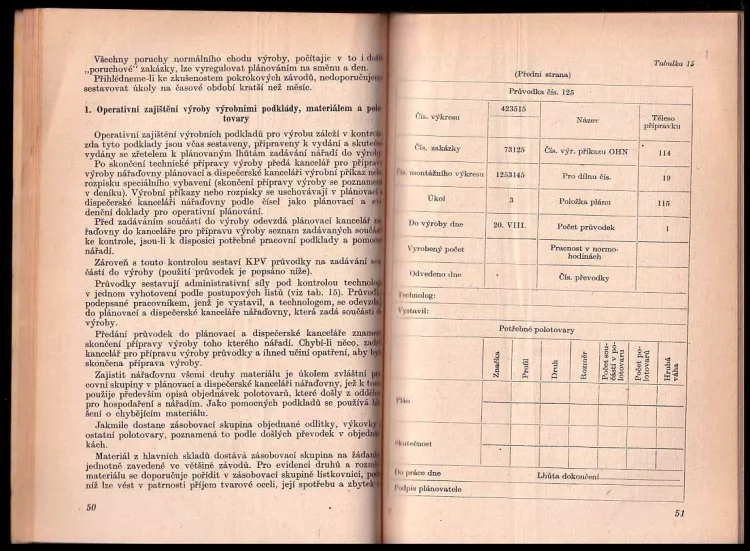 Všechny poruchy normálního chodu výroby, počítajíc v to i
„poruchové“ zakázky, lze vyregulovat plánováním na směnu a den.
Přihlédneme-li ke zkušenostem pokrokových závodů, nedoporučujeme
sestavovat úkoly na časové období kratší než měsíc.
1. Operativní zajištění výroby výrobními podklady, materiálem a polo-
tovary
Operativní zajištění výrobních podkladů pro výrobu záleží v kontrole,
zda tyto podklady jsou včas sestaveny, připraveny k vydání a skutečně
vydány se zřetelem k plánovaným lhůtám zadání nářadí do výroby.
Po skončení technické přípravy výroby předá kancelář pro přípravu
výroby nářaďovny plánovací a dispečerské kanceláři výrobní příkaz nebo
rozpisku speciálního vybavení (skončení přípravy výroby se poznamená
v deníku). Výrobní příkazy nebo rozpisky se uschovávají v plánovací a
dispečerské kanceláři nářaďovny podle čísel jako plánovací a evi-
denční doklady pro operativní plánování.
Před zadáváním součástí do výroby odevzdá plánovací kancelář ná-
řaďovny do kanceláře pro přípravu výroby seznam zadávaných součástí
ke kontrole, jsou-li k disposici potřebné pracovní podklady a pomocné
nářadí.
Zároveň s touto kontrolou sestaví KPV průvodky na zadávání sou-
částí do výroby (použití průvodek je popsáno níže).
Průvodky sestavují administrativní síly pod kontrolou technologů
v jednom vyhotovení podle postupových listů (viz tab. 15). Průvodky
podepsané pracovníkem, jenž je vystavil, a technologem, se odevzdají
do plánovací a dispečerské kanceláře nářaďovny, která zadá součásti do
výroby.
Předání průvodek do plánovací a dispečerské kanceláře znamená
skončení přípravy výroby toho kterého nářadí. Chybí-li něco, zadrží
kancelář pro přípravu výroby průvodky a ihned učiní opatření, aby byla
skončena příprava výroby.
Zajistit nářaďovnu všemi druhy materiálu je úkolem zvláštní pra-
covní skupiny v plánovací a dispečerské kanceláři nářaďovny, jež k tomu
použije především opisů objednávek polotovarů, které došly z oddělení
pro hospodaření s nářadím. Jako pomocných podkladů se používá
šení o chybějícím materiálu.
Jakmile dostane zásobovací skupina objednané odlitky, výkovky a
ostatní polotovary, poznamená to podle došlých převodek v objednáv-
kách.
Materiál z hlavních skladů dostává zásobovací skupina na žádanky
jednotně zavedené ve většině závodů. Pro evidenci druhů a rozměrů
materiálu se doporučuje pořídit v zásobovací skupině lístkovnici, podle
níž lze vést v patrnosti příjem tvarové oceli, její spotřebu a zbytek
50
Tabulka 15
(Přední strana)
Průvodka čís. 125
Čís. výkresu 423515 Název Těleso
přípravku
Čís. zakázky 73125 Čís. výr. příkazu OHN 114
Čís. montážního výkresu 1253145 Pro dílnu čís. 19
Úkol 3 Položka plánu 115
Do výroby dne 20. VIII. Počet průvodek 1
Vyrobený počet Pracnost v normo-
hodinách
Odvedeno dne Čís. převodky
Technolog:
Vystavil:
Potřebné polotovary
Značka Profil Druh Rozměr Počet sou-
částí v po-
lotovaru Počet po-
lotovarů Hrubá
váha
Plán
Skutečnost
Do práce dne Lhůta dokončení
Podpis plánovatele
51